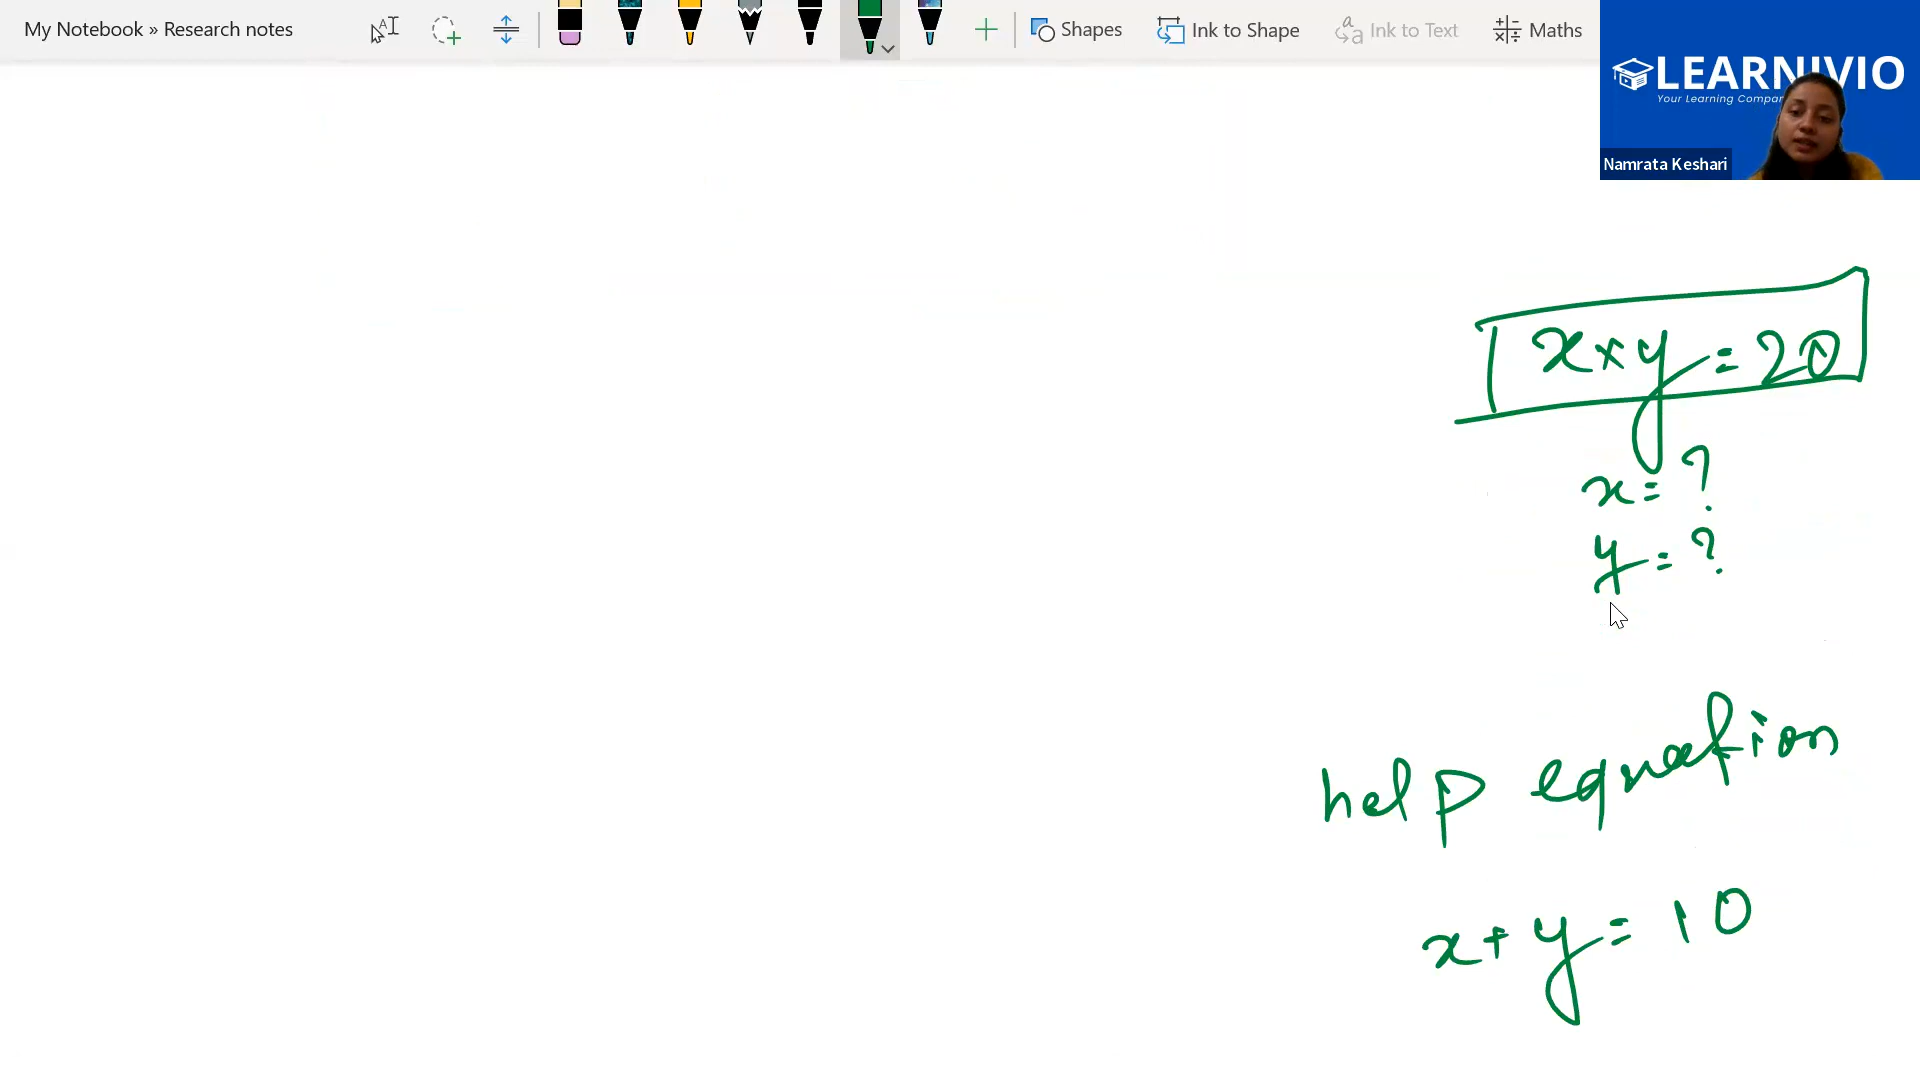 My Notebook » Research notes
Shapes
Ink to Shape
Ink to Text
Maths
LEARNIVIO
Your Learning Compan
Namrata Keshari
x×y=20
x=?
y=?
help equation
x+y=10